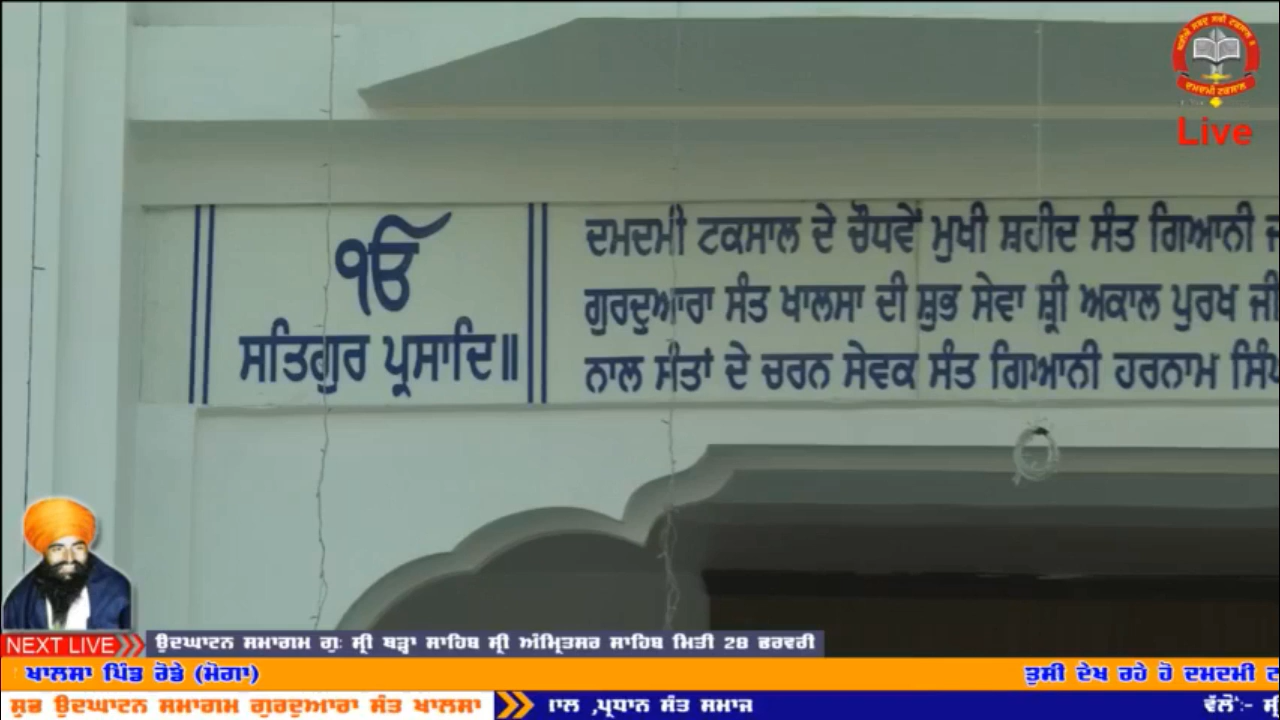 ਦਮਦਮੀ ਟਕਸਾਲ
Live
ੴ
ਸਤਿਗੁਰ ਪ੍ਰਸਾਦਿ॥
ਦਮਦਮੀ ਟਕਸਾਲ ਦੇ ਚੌਧਵੇਂ ਮੁਖੀ ਸ਼ਹੀਦ ਸੰਤ ਗਿਆਨੀ
ਗੁਰਦੁਆਰਾ ਸੰਤ ਖਾਲਸਾ ਦੀ ਸ਼ੁਭ ਸੇਵਾ ਸ਼੍ਰੀ ਅਕਾਲ ਪੁਰਖ ਜੀ
ਨਾਲ ਸੰਤਾਂ ਦੇ ਚਰਨ ਸੇਵਕ ਸੰਤ ਗਿਆਨੀ ਹਰਨਾਮ ਸਿੰਘ
NEXT LIVE ਉਦਘਾਟਨ ਸਮਾਗਮ ਗੁ: ਸ੍ਰੀ ਥੜ੍ਹਾ ਸਾਹਿਬ ਸ੍ਰੀ ਅੰਮ੍ਰਿਤਸਰ ਸਾਹਿਬ ਮਿਤੀ 28 ਫਰਵਰੀ
ਖਾਲਸਾ ਪਿੰਡ ਰੋਡੇ (ਮੋਗਾ) ਤੁਸੀ ਦੇਖ ਰਹੇ ਹੋ ਦਮਦਮੀ
ਸ਼ੁਭ ਉਦਘਾਟਨ ਸਮਾਗਮ ਗੁਰਦੁਆਰਾ ਸੰਤ ਖਾਲਸਾ ਾਲ ,ਪ੍ਰਧਾਨ ਸੰਤ ਸਮਾਜ ਵੱਲੋਂ:-